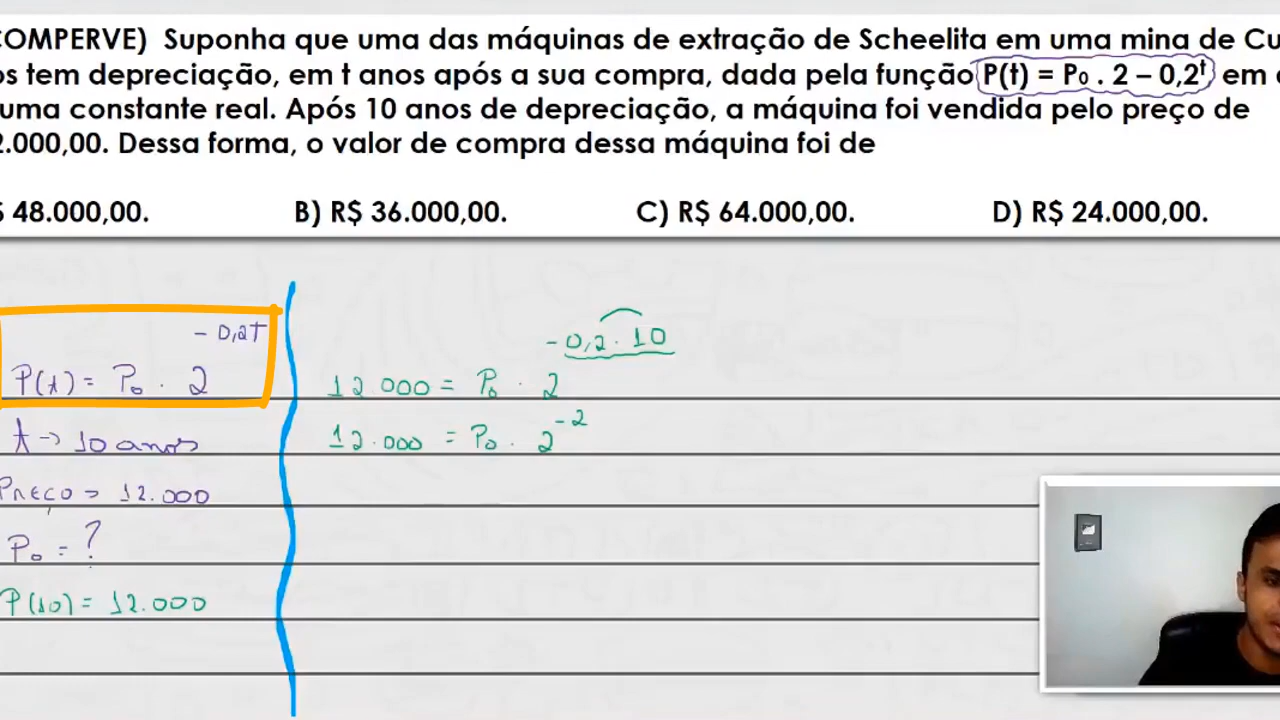 COMPERVE) Suponha que uma das máquinas de extração de Scheelita em uma mina de Cu
s tem depreciação, em t anos após a sua compra, dada pela função P(t) = P₀ . 2 – 0,2ᵗ em
uma constante real. Após 10 anos de depreciação, a máquina foi vendida pelo preço de
2.000,00. Dessa forma, o valor de compra dessa máquina foi de
$ 48.000,00. B) R$ 36.000,00. C) R$ 64.000,00. D) R$ 24.000,00.
- 0,2T
P(t) = P₀ . 2
t -> 10 anos
Preço = 12.000
P₀ = ?
P(10) = 12.000
- 0,2 . 10
12.000 = P₀ . 2
12.000 = P₀ . 2⁻²